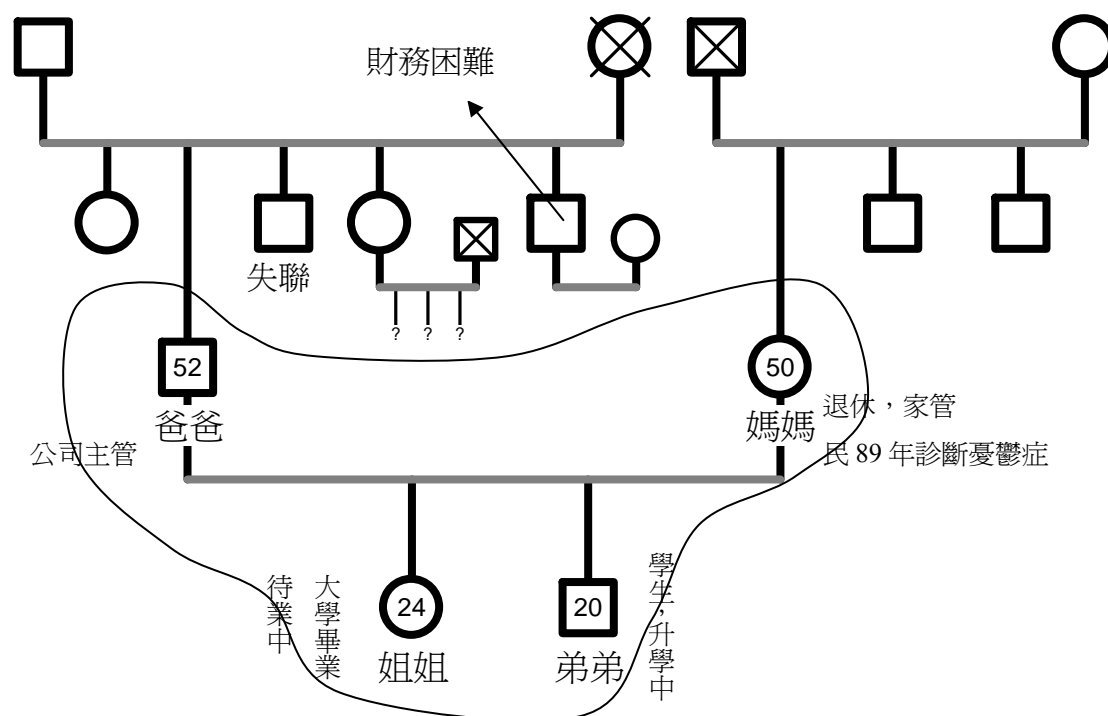 財務困難
失聯
? ? ?
52
爸爸
公司主管
50
媽媽
退休，家管
民 89 年診斷憂鬱症
24
姐姐
大學畢業
待業中
20
弟弟
學生，升學中